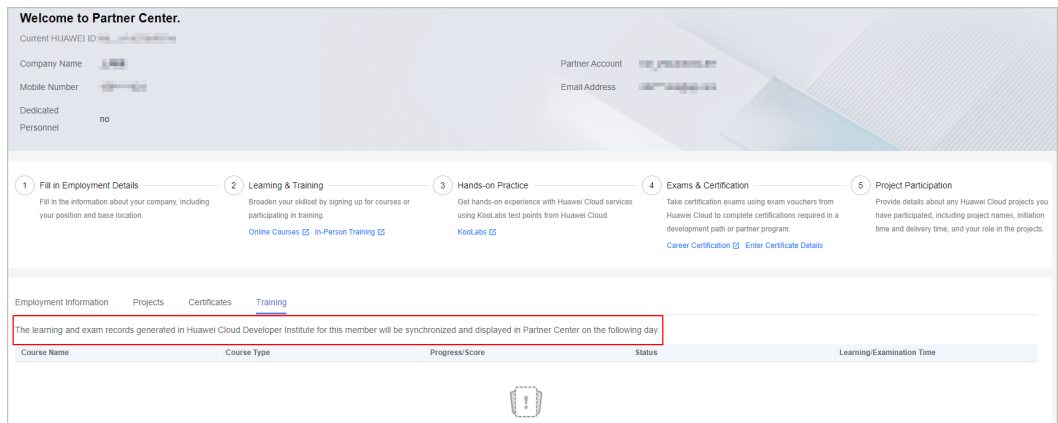 Welcome to Partner Center.
Current HUAWEI ID:
Company Name
Partner Account
Mobile Number
Email Address
Dedicated
Personnel
no
1 Fill in Employment Details
Fill in the information about your company, including
your position and base location.
2 Learning & Training
Broaden your skillset by signing up for courses or
participating in training.
Online Courses In-Person Training
3 Hands-on Practice
Get hands-on experience with Huawei Cloud services
using KooLabs test points from Huawei Cloud.
KooLabs
4 Exams & Certification
Take certification exams using exam vouchers from
Huawei Cloud to complete certifications required in a
development path or partner program.
Career Certification Enter Certificate Details
5 Project Participation
Provide details about any Huawei Cloud projects you
have participated, including project names, initiation
time and delivery time, and your role in the projects.
Employment Information Projects Certificates Training
The learning and exam records generated in Huawei Cloud Developer Institute for this member will be synchronized and displayed in Partner Center on the following day.
Course Name Course Type Progress/Score Status Learning/Examination Time